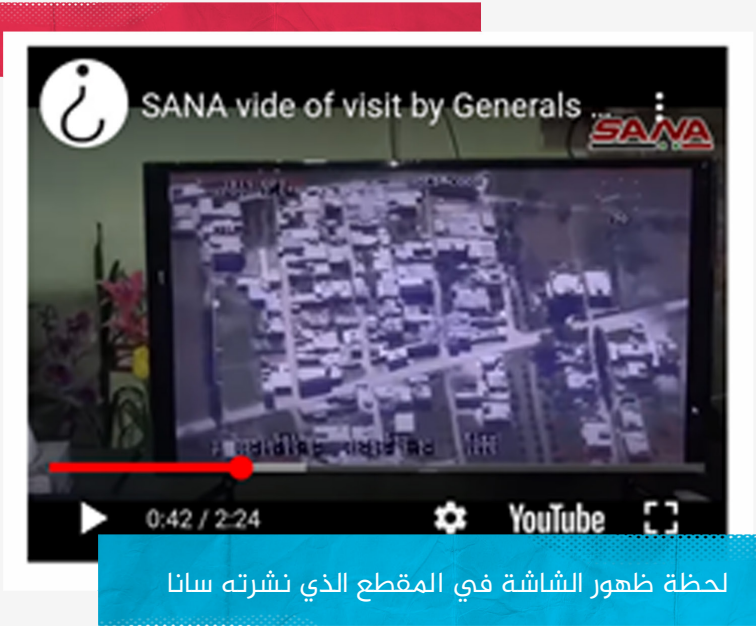 SANA vide of visit by Generals ...
SANA
0:42 / 2:24
YouTube
لحظة ظهور الشاشة في المقطع الذي نشرته سانا